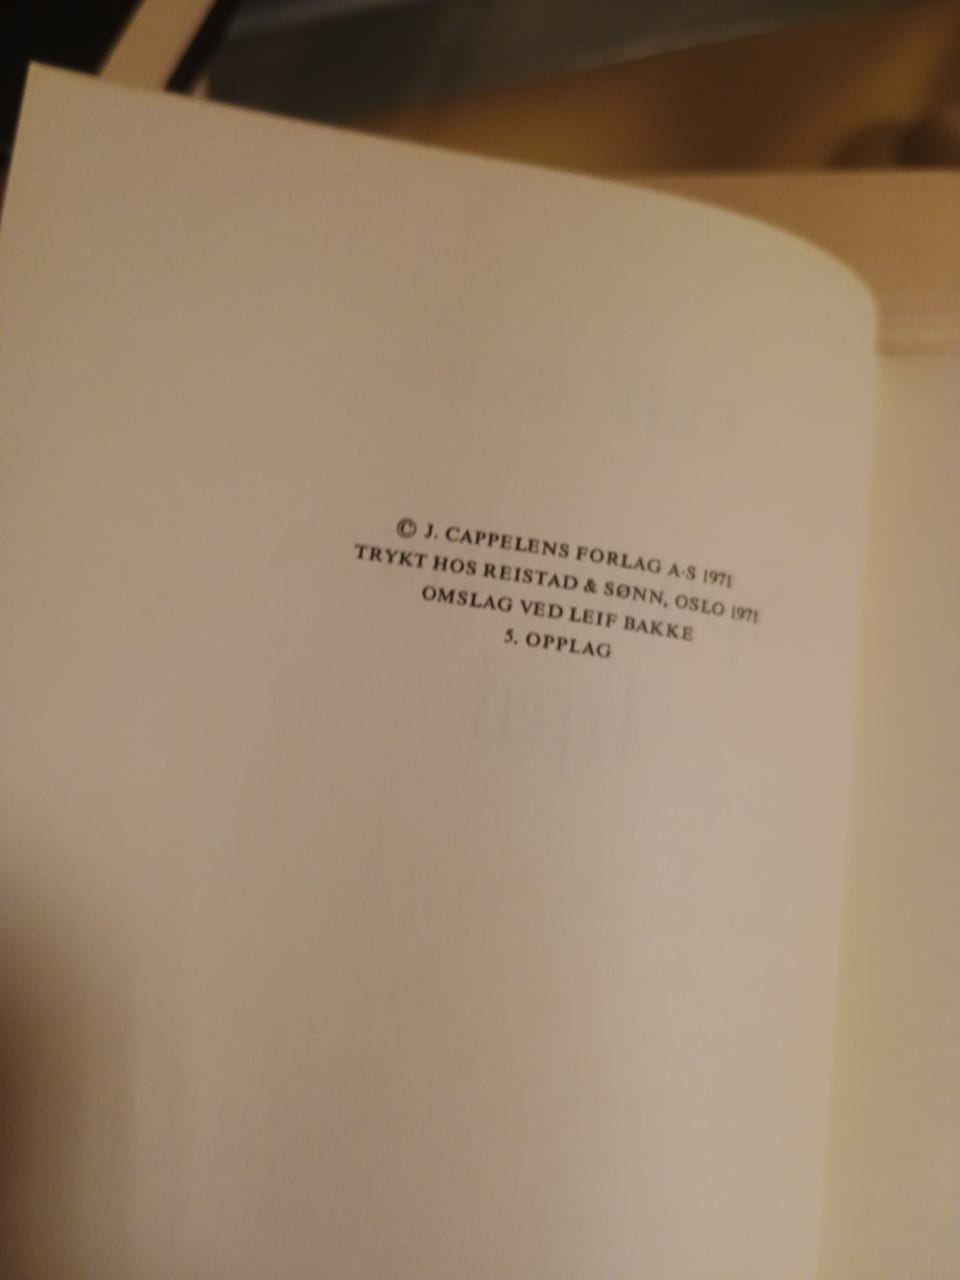 © J. CAPPELENS FORLAG A·S 1971
TRYKT HOS REISTAD & SØNN, OSLO 1971
OMSLAG VED LEIF BAKKE
5. OPPLAG